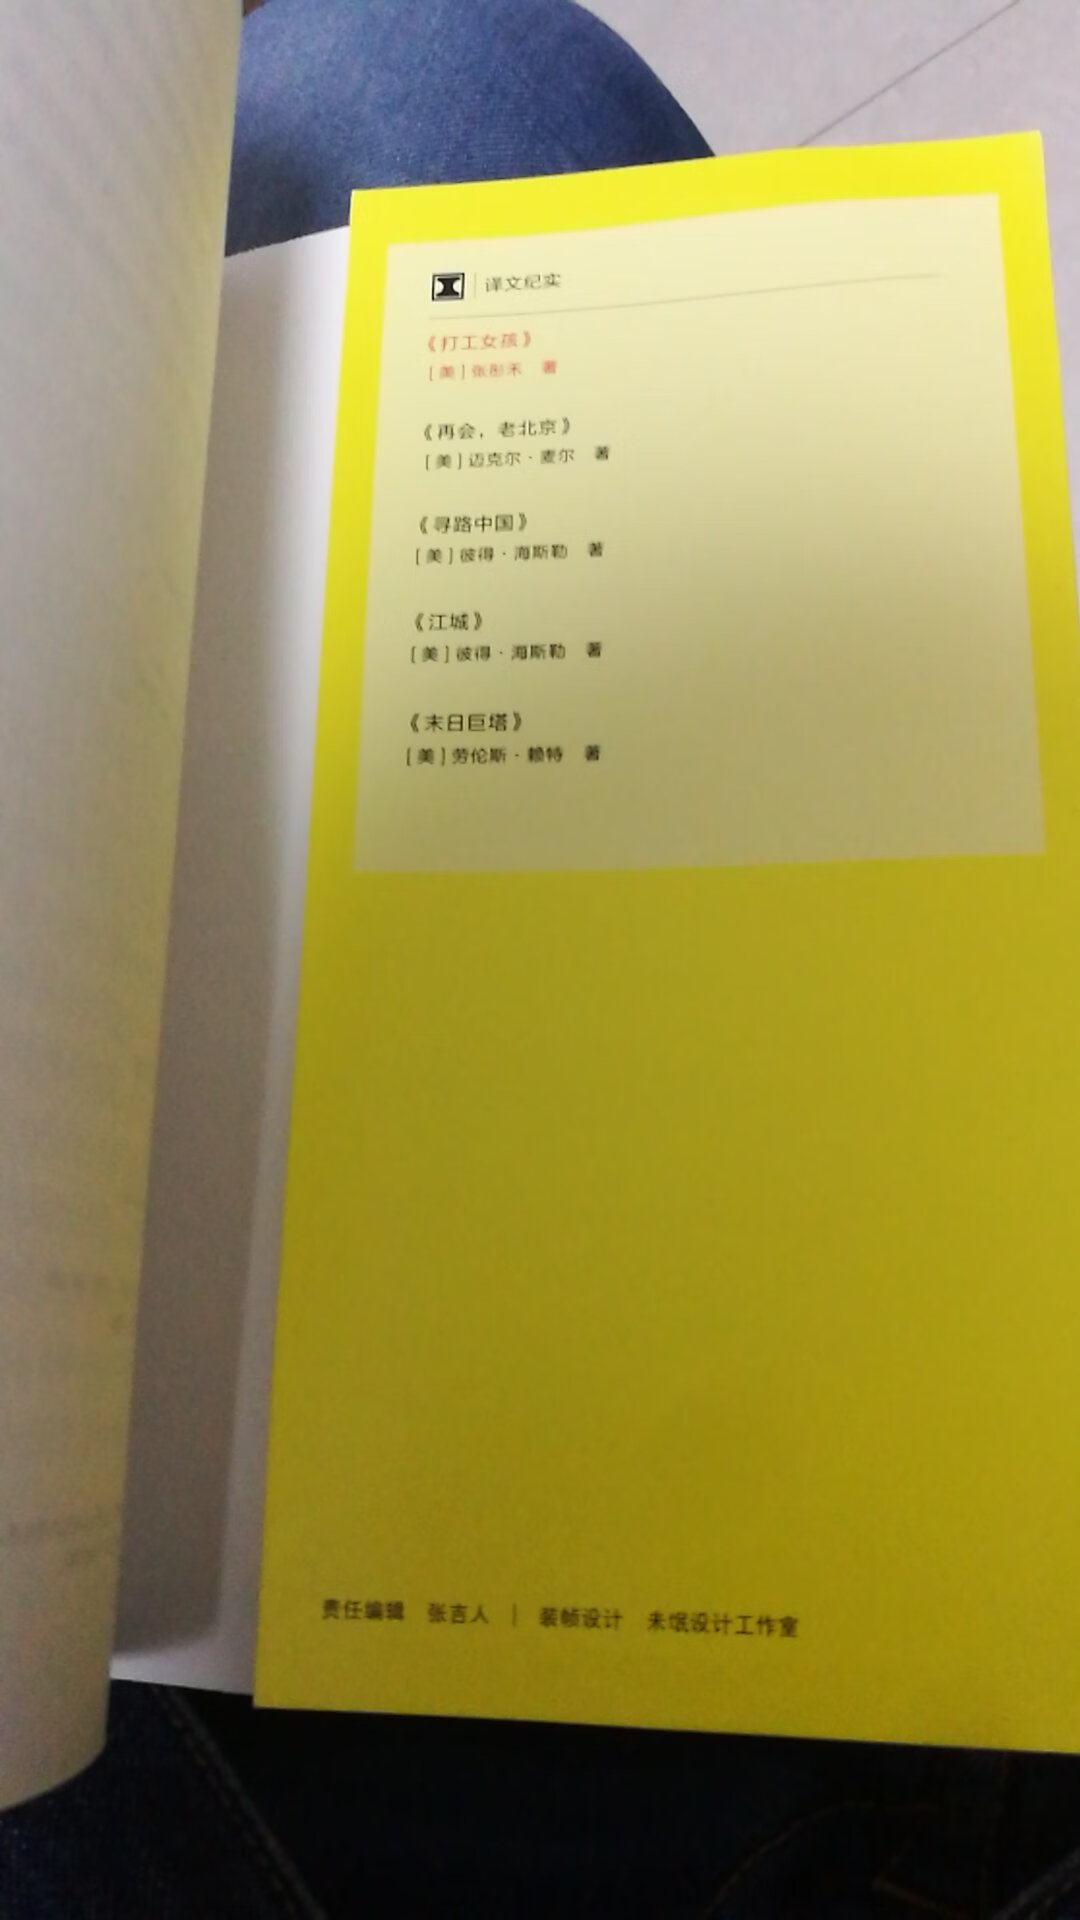 译文纪实
《打工女孩》
[美]张彤禾 著
《再会，老北京》
[美]迈克尔·麦尔 著
《寻路中国》
[美]彼得·海斯勒 著
《江城》
[美]彼得·海斯勒 著
《末日巨塔》
[美]劳伦斯·赖特 著
责任编辑 张吉人 | 装帧设计 未氓设计工作室